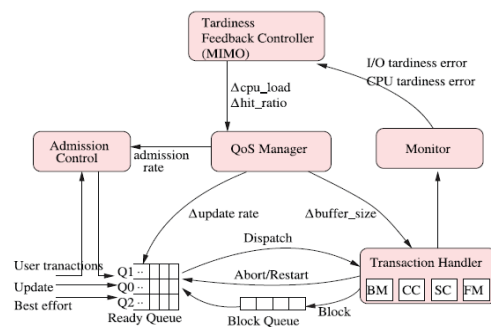 Tardiness
Feedback Controller
(MIMO)
I/O tardiness error
CPU tardiness error
Δcpu_load
Δhit_ratio
Admission
Control
admission
rate
QoS Manager
Monitor
Δupdate rate
Δbuffer_size
Dispatch
Transaction Handler
User tranactions
Q1 ··
Abort/Restart
BM CC SC FM
Update
Q0 ··
Best effort
Q2 ··
Block
Ready Queue
Block Queue